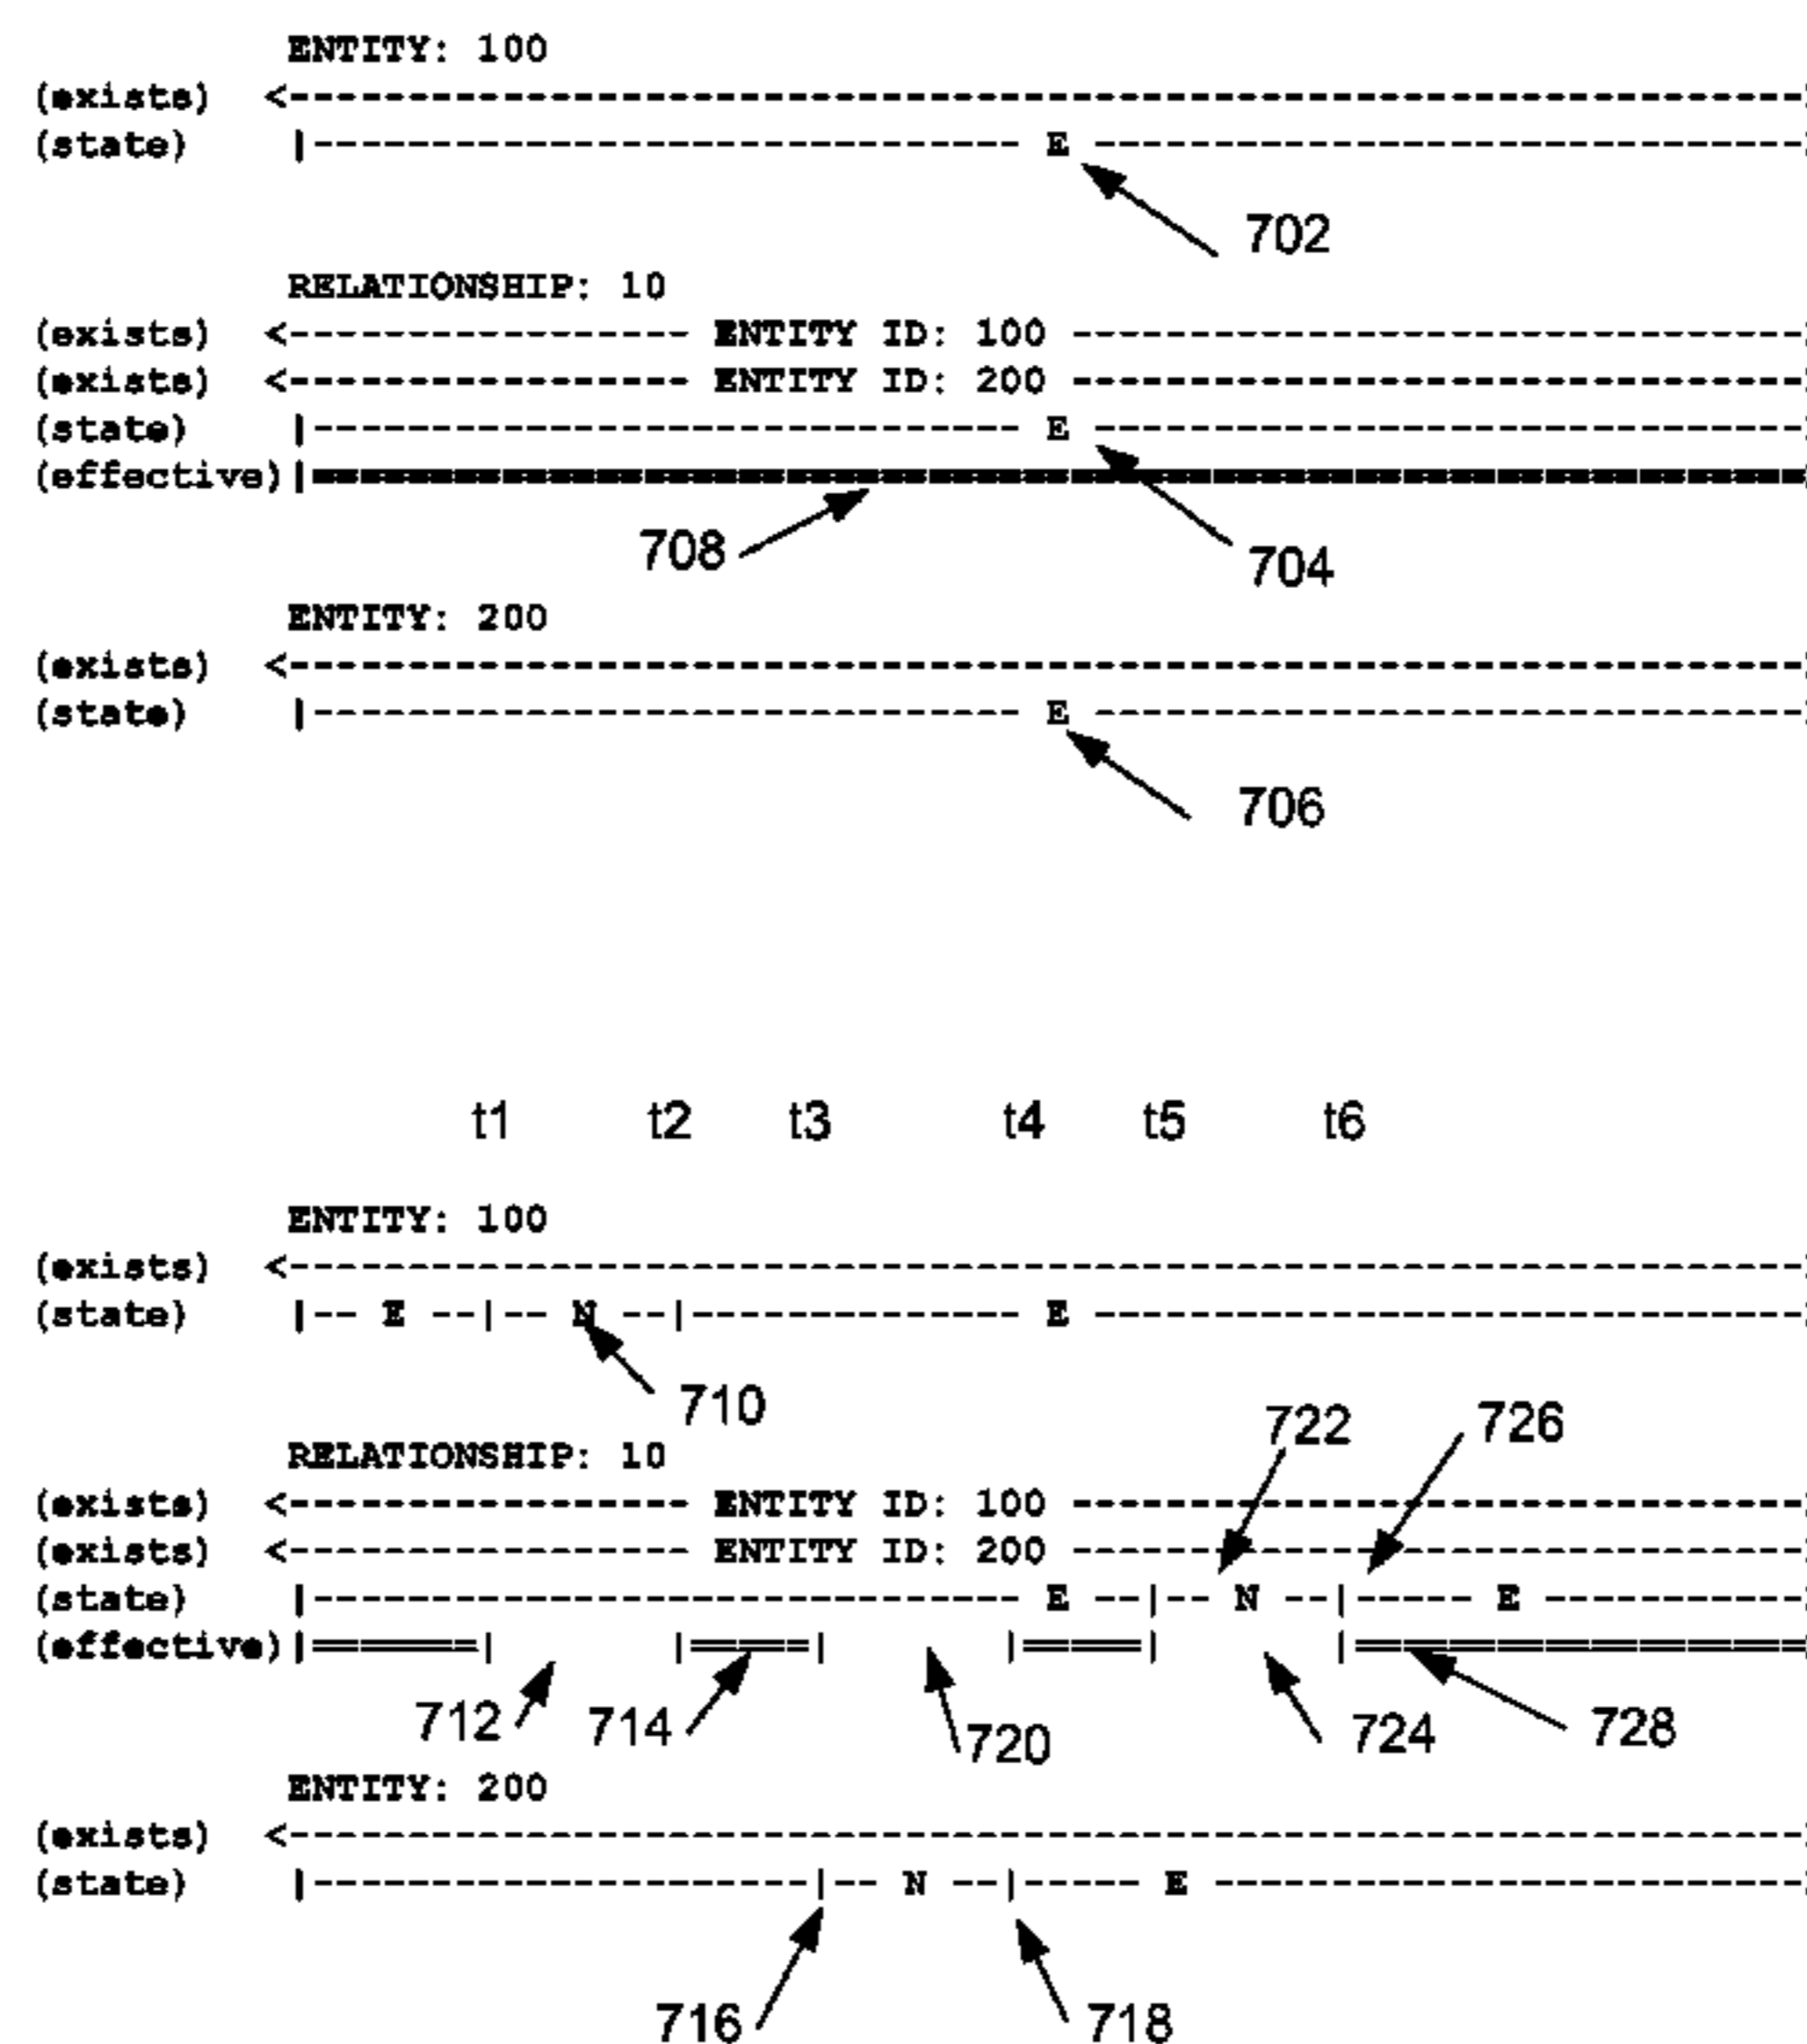 ENTITY: 100
(exists) <----------------------------------------------------------------
(state) |------------------------------ E ------------------------------
702
RELATIONSHIP: 10
(exists) <----------------- ENTITY ID: 100 -------------------------------
(exists) <----------------- ENTITY ID: 200 -------------------------------
(state) |------------------------------ E ------------------------------
(effective) |===============================================================
708
704
ENTITY: 200
(exists) <----------------------------------------------------------------
(state) |------------------------------ E ------------------------------
706
t1 t2 t3 t4 t5 t6
ENTITY: 100
(exists) <----------------------------------------------------------------
(state) |-- E --|-- N --|-------------- E ------------------------------
710
722
726
RELATIONSHIP: 10
(exists) <----------------- ENTITY ID: 100 -------------------------------
(exists) <----------------- ENTITY ID: 200 -------------------------------
(state) |------------------------------ E --|-- N --|----- E -----------
(effective) |=======| |=====| |=====| |===================
712 714 720 724 728
ENTITY: 200
(exists) <----------------------------------------------------------------
(state) |---------------------|-- N --|----- E -------------------------
716 718